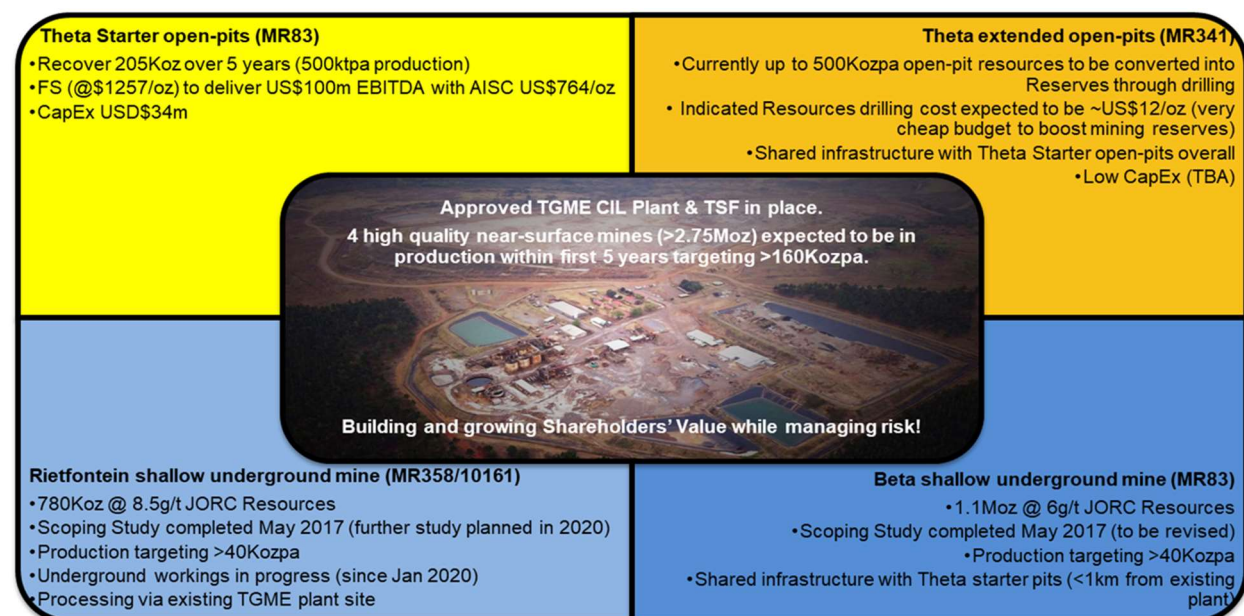 Theta Starter open-pits (MR83)
•Recover 205Koz over 5 years (500ktpa production)
•FS (@$1257/oz) to deliver US$100m EBITDA with AISC US$764/oz
•CapEx USD$34m
Theta extended open-pits (MR341)
•Currently up to 500Kozpa open-pit resources to be converted into
Reserves through drilling
• Indicated Resources drilling cost expected to be ~US$12/oz (very
cheap budget to boost mining reserves)
•Shared infrastructure with Theta Starter open-pits overall
•Low CapEx (TBA)
Approved TGME CIL Plant & TSF in place.
4 high quality near-surface mines (>2.75Moz) expected to be in
production within first 5 years targeting >160Kozpa.
Building and growing Shareholders' Value while managing risk!
Rietfontein shallow underground mine (MR358/10161)
•780Koz @ 8.5g/t JORC Resources
•Scoping Study completed May 2017 (further study planned in 2020)
•Production targeting >40Kozpa
•Underground workings in progress (since Jan 2020)
•Processing via existing TGME plant site
Beta shallow underground mine (MR83)
•1.1Moz @ 6g/t JORC Resources
•Scoping Study completed May 2017 (to be revised)
•Production targeting >40Kozpa
•Shared infrastructure with Theta starter pits (<1km from existing
plant)